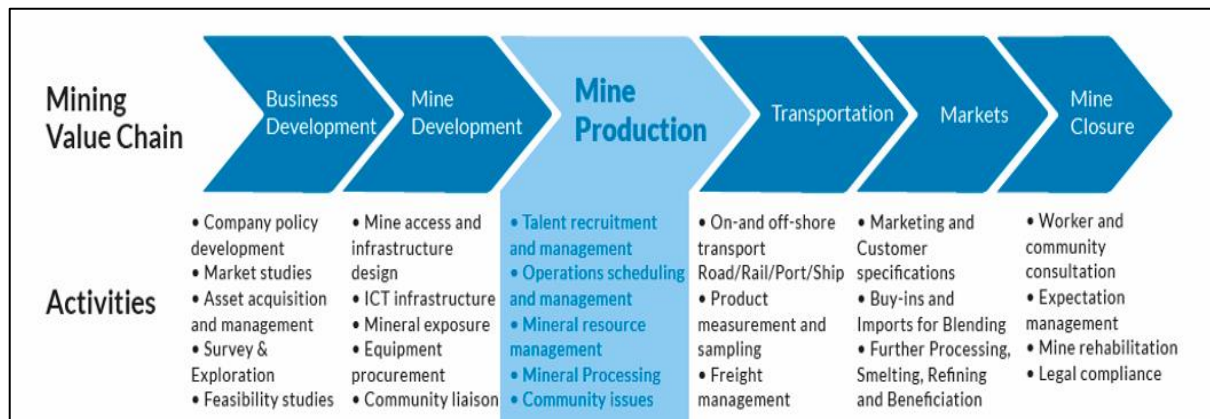 Mining
Value Chain
Business
Development
Mine
Development
Mine
Production
Transportation
Markets
Mine
Closure
Activities
• Company policy
development
• Market studies
• Asset acquisition
and management
• Survey &
Exploration
• Feasibility studies
• Mine access and
infrastructure
design
• ICT infrastructure
• Mineral exposure
• Equipment
procurement
• Community liaison
• Talent recruitment
and management
• Operations scheduling
and management
• Mineral resource
management
• Mineral Processing
• Community issues
• On-and off-shore
transport
Road/Rail/Port/Ship
• Product
measurement and
sampling
• Freight
management
• Marketing and
Customer
specifications
• Buy-ins and
Imports for Blending
• Further Processing,
Smelting, Refining
and Beneficiation
• Worker and
community
consultation
• Expectation
management
• Mine rehabilitation
• Legal compliance